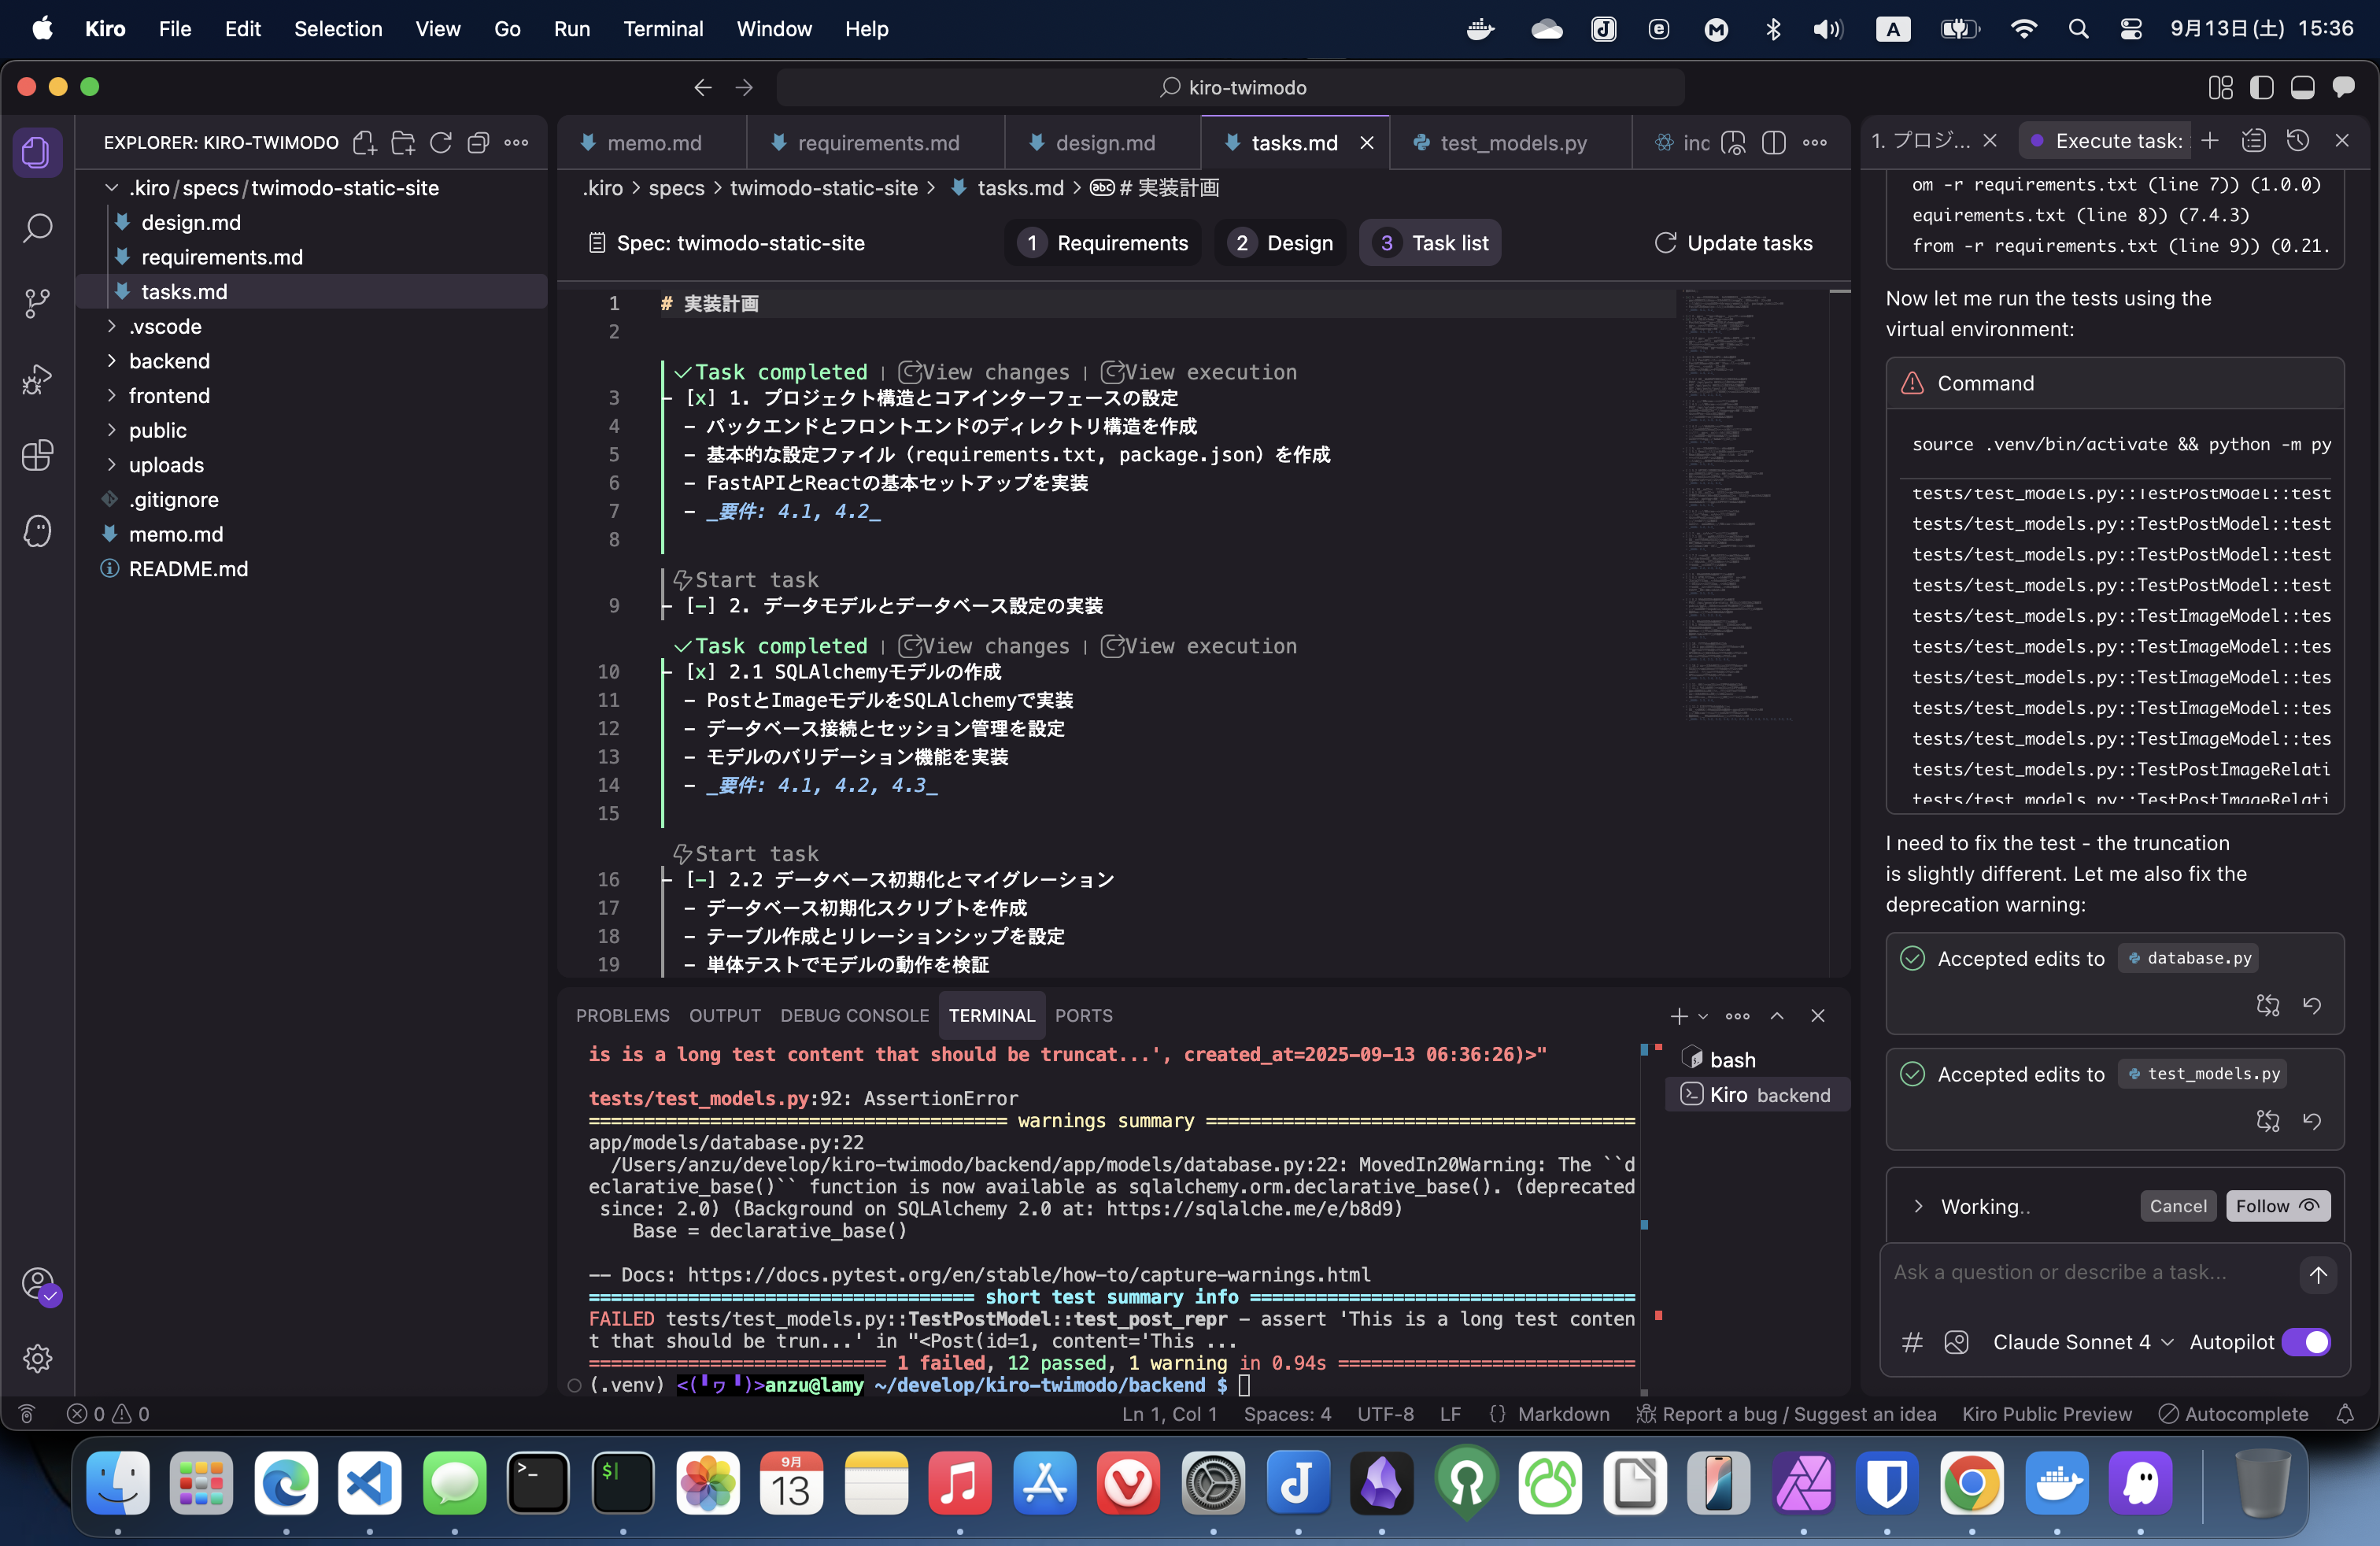 Kiro File Edit Selection View Go Run Terminal Window Help
A 9月13日(土) 15:36
kiro-twimodo
EXPLORER: KIRO-TWIMODO
.kiro/specs/twimodo-static-site
design.md
requirements.md
tasks.md
.vscode
backend
frontend
public
uploads
.gitignore
memo.md
README.md
memo.md requirements.md design.md tasks.md test_models.py
.kiro > specs > twimodo-static-site > tasks.md > # 実装計画
Spec: twimodo-static-site 1 Requirements 2 Design 3 Task list Update tasks
1 # 実装計画
2
Task completed | View changes | View execution
3 - [x] 1. プロジェクト構造とコアインターフェースの設定
4 - バックエンドとフロントエンドのディレクトリ構造を作成
5 - 基本的な設定ファイル（requirements.txt, package.json）を作成
6 - FastAPIとReactの基本セットアップを実装
7 - _要件: 4.1, 4.2_
8
Start task
9 - [-] 2. データモデルとデータベース設定の実装
Task completed | View changes | View execution
10 - [x] 2.1 SQLAlchemyモデルの作成
11 - PostとImageモデルをSQLAlchemyで実装
12 - データベース接続とセッション管理を設定
13 - モデルのバリデーション機能を実装
14 - _要件: 4.1, 4.2, 4.3_
15
Start task
16 - [-] 2.2 データベース初期化とマイグレーション
17 - データベース初期化スクリプトを作成
18 - テーブル作成とリレーションシップを設定
19 - 単体テストでモデルの動作を検証
PROBLEMS OUTPUT DEBUG CONSOLE TERMINAL PORTS
is is a long test content that should be truncat...', created_at=2025-09-13 06:36:26)>"
tests/test_models.py:92: AssertionError
====================================== warnings summary =======================================
app/models/database.py:22
/Users/anzu/develop/kiro-twimodo/backend/app/models/database.py:22: MovedIn20Warning: The ``d
eclarative_base()`` function is now available as sqlalchemy.orm.declarative_base(). (deprecated
since: 2.0) (Background on SQLAlchemy 2.0 at: https://sqlalche.me/e/b8d9)
Base = declarative_base()
-- Docs: https://docs.pytest.org/en/stable/how-to/capture-warnings.html
=================================== short test summary info ===================================
FAILED tests/test_models.py::TestPostModel::test_post_repr - assert 'This is a long test conten
t that should be trun...' in "<Post(id=1, content='This ...
=========================== 1 failed, 12 passed, 1 warning in 0.94s ===========================
(.venv) <(╹ヮ╹)>anzu@lamy ~/develop/kiro-twimodo/backend $
bash
Kiro backend
1. プロジ... Execute task:
om -r requirements.txt (line 7)) (1.0.0)
equirements.txt (line 8)) (7.4.3)
from -r requirements.txt (line 9)) (0.21.
Now let me run the tests using the
virtual environment:
Command
source .venv/bin/activate && python -m py
tests/test_models.py::TestPostModel::test
tests/test_models.py::TestPostModel::test
tests/test_models.py::TestPostModel::test
tests/test_models.py::TestPostModel::test
tests/test_models.py::TestImageModel::tes
tests/test_models.py::TestImageModel::tes
tests/test_models.py::TestImageModel::tes
tests/test_models.py::TestImageModel::tes
tests/test_models.py::TestImageModel::tes
tests/test_models.py::TestPostImageRelati
tests/test_models.py::TestPostImageRelati
I need to fix the test - the truncation
is slightly different. Let me also fix the
deprecation warning:
Accepted edits to database.py
Accepted edits to test_models.py
Working.. Cancel Follow
Ask a question or describe a task...
# Claude Sonnet 4 Autopilot
0 0 Ln 1, Col 1 Spaces: 4 UTF-8 LF {} Markdown Report a bug / Suggest an idea Kiro Public Preview Autocomplete
9月
13